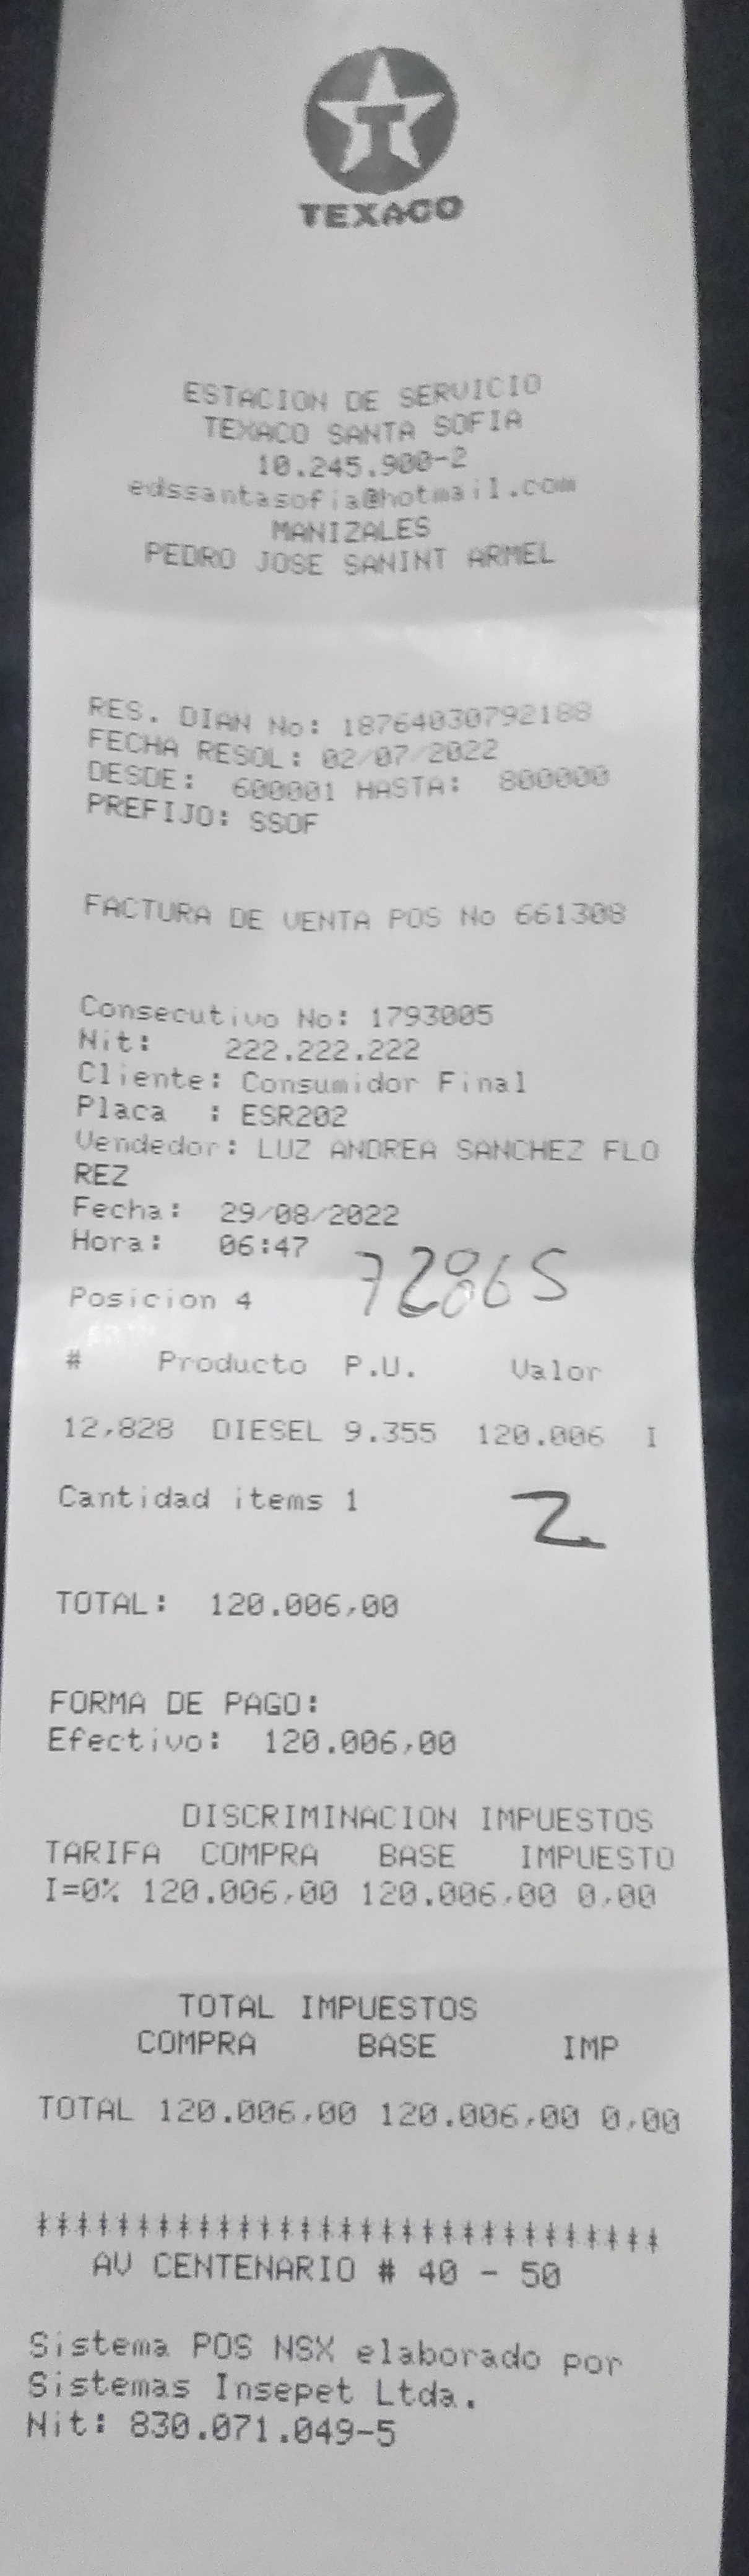 TEXACO
ESTACION DE SERVICIO
TEXACO SANTA SOFIA
10.245.900-2
edssantasofia@hotmail.com
MANIZALES
PEDRO JOSE SANINT ARMEL
RES. DIAN No: 18764030792188
FECHA RESOL: 02/07/2022
DESDE: 600001 HASTA: 800000
PREFIJO: SSOF
FACTURA DE VENTA POS No 661308
Consecutivo No: 1793005
Nit: 222.222.222
Cliente: Consumidor Final
Placa : ESR202
Vendedor: LUZ ANDREA SANCHEZ FLO
REZ
Fecha: 29/08/2022
Hora: 06:47
72865
Posicion 4
# Producto P.U. Valor
12,828 DIESEL 9.355 120.006 I
Cantidad items 1
2
TOTAL: 120.006,00
FORMA DE PAGO:
Efectivo: 120.006,00
DISCRIMINACION IMPUESTOS
TARIFA COMPRA BASE IMPUESTO
I=0% 120.006,00 120.006,00 0,00
TOTAL IMPUESTOS
COMPRA BASE IMP
TOTAL 120.006,00 120.006,00 0,00
*******************************
AV CENTENARIO # 40 - 50
Sistema POS NSX elaborado por
Sistemas Insepet Ltda.
Nit: 830.071.049-5